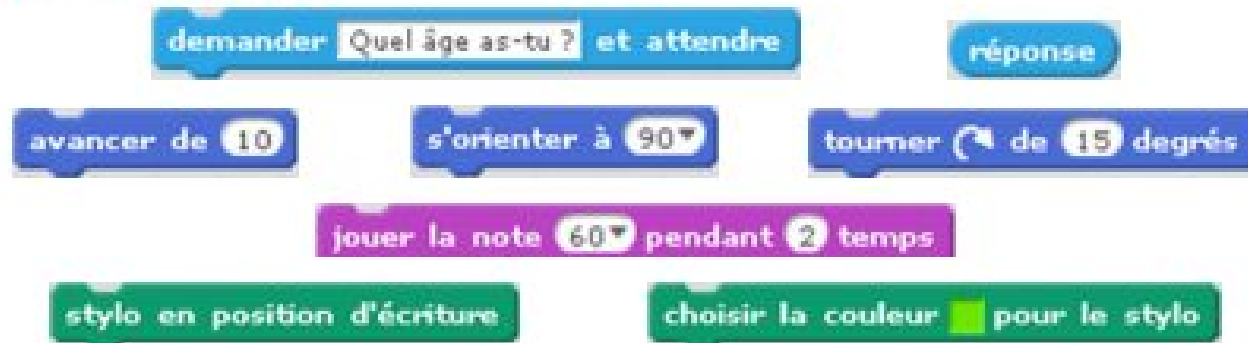 demander Quel âge as-tu ? et attendre
réponse
avancer de 10
s'orienter à 90
tourner de 15 degrés
jouer la note 60 pendant 2 temps
stylo en position d'écriture
choisir la couleur pour le stylo